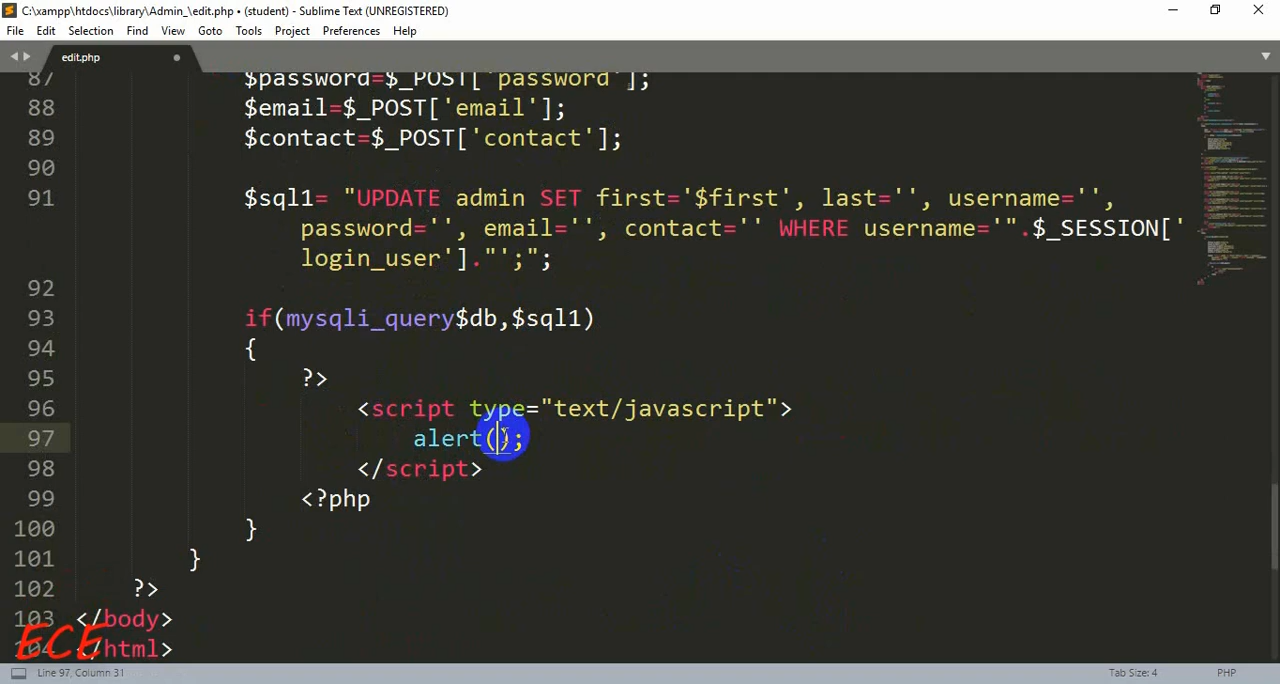 C:\xampp\htdocs\library\Admin_\edit.php • (student) - Sublime Text (UNREGISTERED)
File Edit Selection Find View Goto Tools Project Preferences Help
edit.php
87 $password=$_POST['password'];
88 $email=$_POST['email'];
89 $contact=$_POST['contact'];
90
91 $sql1= "UPDATE admin SET first='$first', last='', username='',
password='', email='', contact='' WHERE username='".$_SESSION['
login_user']."';";
92
93 if(mysqli_query$db,$sql1)
94 {
95 ?>
96 <script type="text/javascript">
97 alert();
98 </script>
99 <?php
100 }
101 }
102 ?>
103 </body>
104 </html>
ECE
Line 97, Column 31 Tab Size: 4 PHP